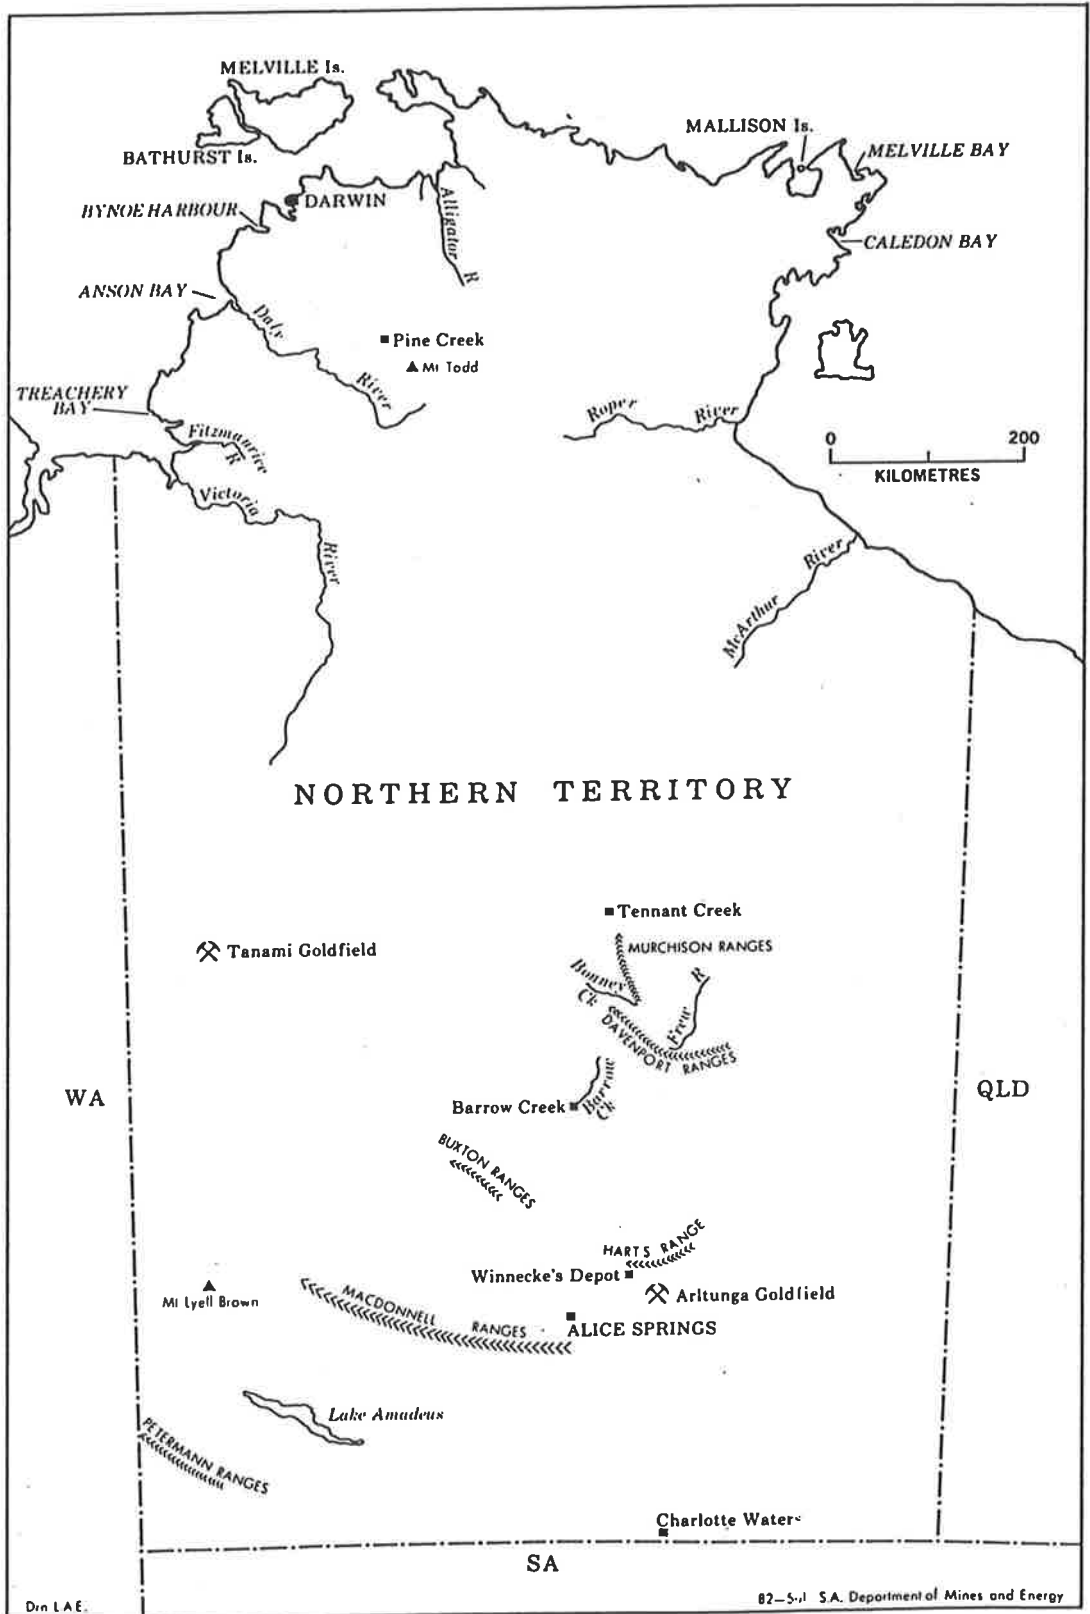 MELVILLE Is.
BATHURST Is.
MALLISON Is.
MELVILLE BAY
BYNOE HARBOUR
DARWIN
Alligator R
CALEDON BAY
ANSON BAY
Daly River
Pine Creek
Mt Todd
TREACHERY
BAY
Fitzmaurice
R
Roper River
0 200
KILOMETRES
Victoria River
McArthur River
NORTHERN TERRITORY
Tennant Creek
MURCHISON RANGES
Tanami Goldfield
Bonney
Ck
Frew R
DAVENPORT RANGES
WA
QLD
Barrow Creek
Barrow
Ck
BUXTON RANGES
HARTS RANGE
Winnecke's Depot
Arltunga Goldfield
Mt Lyell Brown
MACDONNELL RANGES
ALICE SPRINGS
Lake Amadeus
PETERMANN RANGES
Charlotte Waters
SA
Drn L A E.
S.A. Department of Mines and Energy